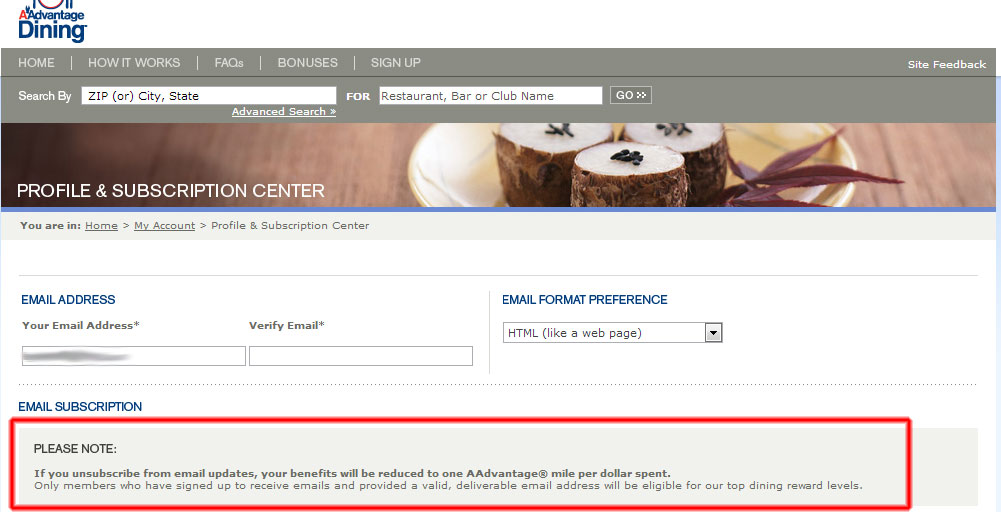 AAdvantage
Dining™
HOME HOW IT WORKS FAQs BONUSES SIGN UP
Site Feedback
Search By ZIP (or) City, State FOR Restaurant, Bar or Club Name GO >>
Advanced Search »
PROFILE & SUBSCRIPTION CENTER
You are in: Home > My Account > Profile & Subscription Center
EMAIL ADDRESS
Your Email Address* Verify Email*
EMAIL FORMAT PREFERENCE
HTML (like a web page)
EMAIL SUBSCRIPTION
PLEASE NOTE:
If you unsubscribe from email updates, your benefits will be reduced to one AAdvantage® mile per dollar spent.
Only members who have signed up to receive emails and provided a valid, deliverable email address will be eligible for our top dining reward levels.